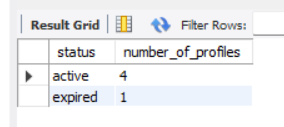 Result Grid Filter Rows:
status number_of_profiles
active 4
expired 1